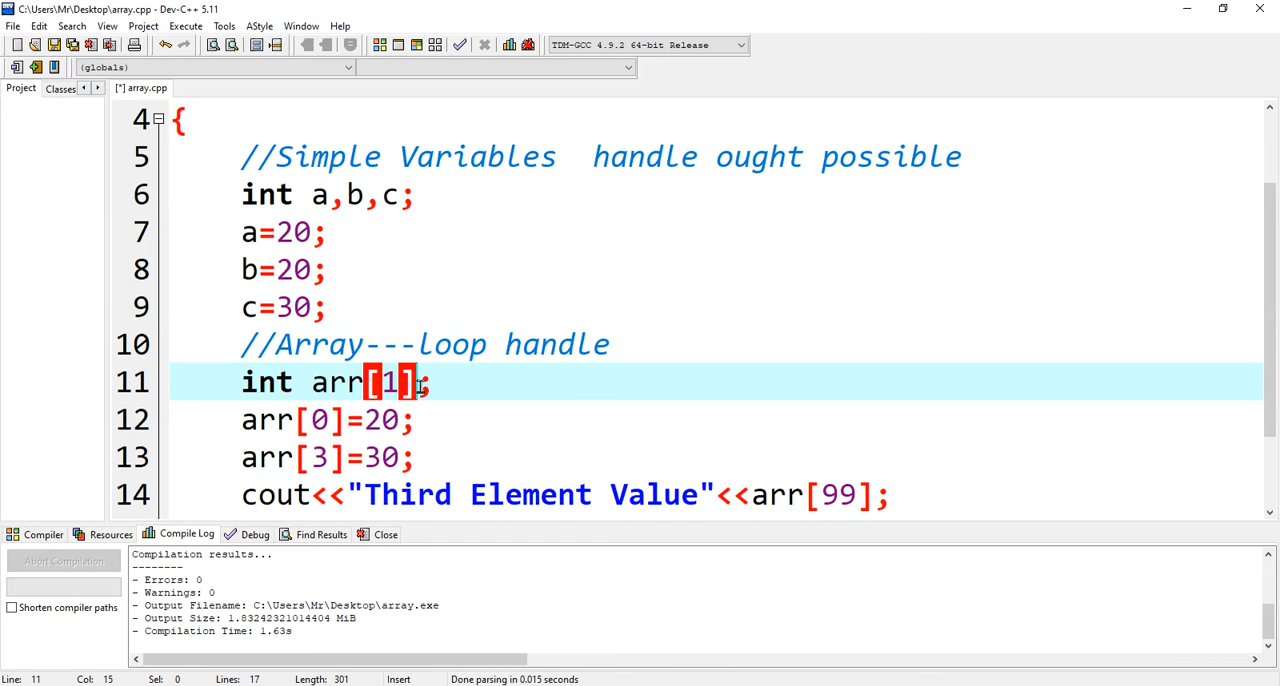 C:\Users\Mr\Desktop\array.cpp - Dev-C++ 5.11
File Edit Search View Project Execute Tools AStyle Window Help
TDM-GCC 4.9.2 64-bit Release
(globals)
Project Classes [*] array.cpp
4 {
5 //Simple Variables  handle ought possible
6 int a,b,c;
7 a=20;
8 b=20;
9 c=30;
10 //Array---loop handle
11 int arr[1];
12 arr[0]=20;
13 arr[3]=30;
14 cout<<"Third Element Value"<<arr[99];
Compiler Resources Compile Log Debug Find Results Close
Abort Compilation
Shorten compiler paths
Compilation results...
--------
- Errors: 0
- Warnings: 0
- Output Filename: C:\Users\Mr\Desktop\array.exe
- Output Size: 1.83242321014404 MiB
- Compilation Time: 1.63s
Line: 11 Col: 15 Sel: 0 Lines: 17 Length: 301 Insert Done parsing in 0.015 seconds